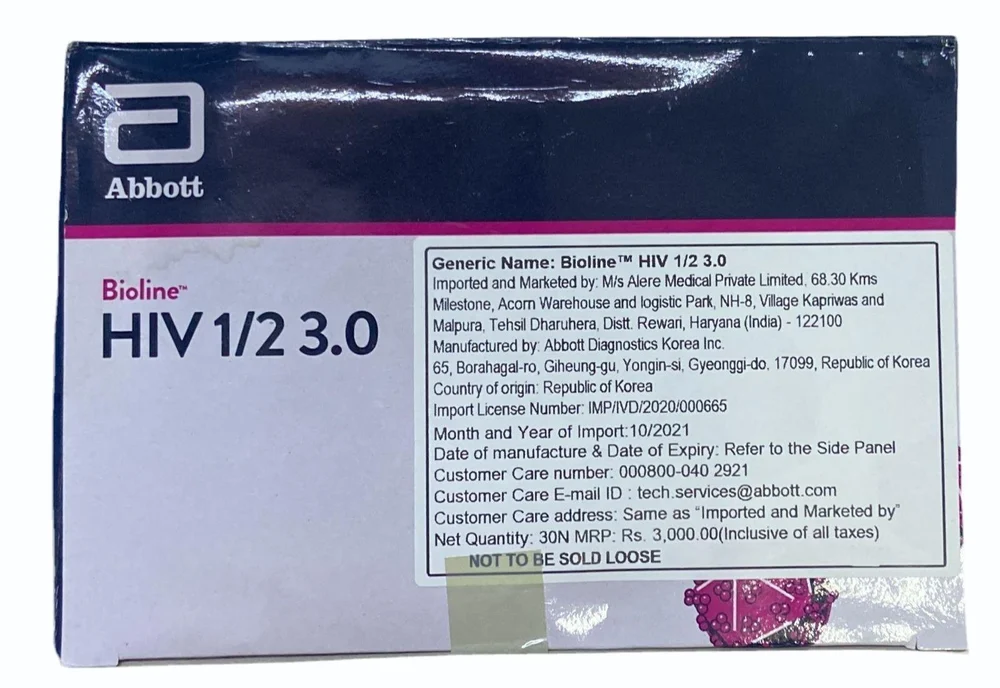 Abbott
Bioline™
HIV 1/2 3.0
Generic Name: Bioline™ HIV 1/2 3.0
Imported and Marketed by: M/s Alere Medical Private Limited, 68.30 Kms
Milestone, Acorn Warehouse and logistic Park, NH-8, Village Kapriwas and
Malpura, Tehsil Dharuhera, Distt. Rewari, Haryana (India) - 122100
Manufactured by: Abbott Diagnostics Korea Inc.
65, Borahagal-ro, Giheung-gu, Yongin-si, Gyeonggi-do, 17099, Republic of Korea
Country of origin: Republic of Korea
Import License Number: IMP/IVD/2020/000665
Month and Year of Import:10/2021
Date of manufacture & Date of Expiry: Refer to the Side Panel
Customer Care number: 000800-040 2921
Customer Care E-mail ID : tech.services@abbott.com
Customer Care address: Same as “Imported and Marketed by”
Net Quantity: 30N MRP: Rs. 3,000.00(Inclusive of all taxes)
NOT TO BE SOLD LOOSE